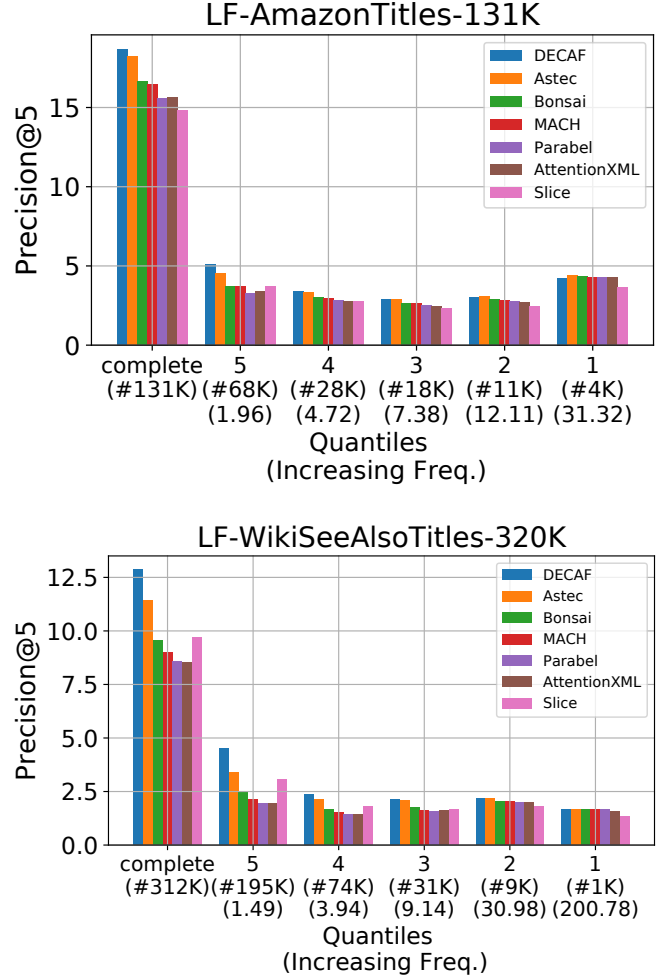 LF-AmazonTitles-131K
Precision@5
15
10
5
0
DECAF
Astec
Bonsai
MACH
Parabel
AttentionXML
Slice
complete 5 4 3 2 1
(#131K) (#68K) (#28K) (#18K) (#11K) (#4K)
(1.96) (4.72) (7.38) (12.11) (31.32)
Quantiles
(Increasing Freq.)
LF-WikiSeeAlsoTitles-320K
Precision@5
12.5
10.0
7.5
5.0
2.5
0.0
DECAF
Astec
Bonsai
MACH
Parabel
AttentionXML
Slice
complete 5 4 3 2 1
(#312K) (#195K) (#74K) (#31K) (#9K) (#1K)
(1.49) (3.94) (9.14) (30.98) (200.78)
Quantiles
(Increasing Freq.)